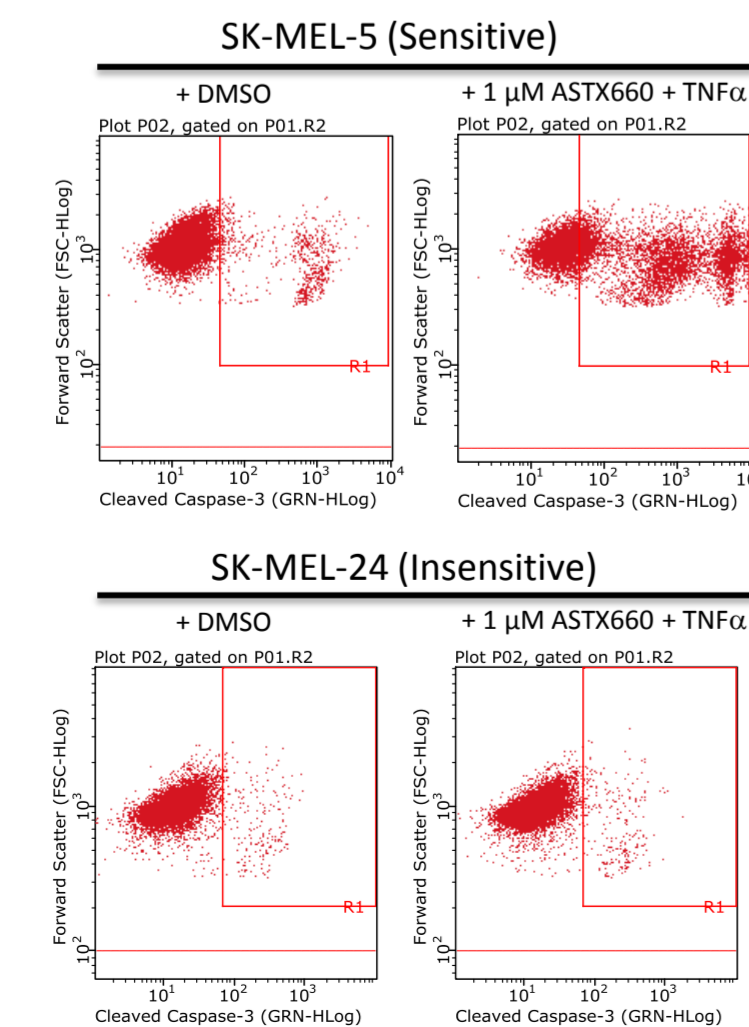 SK-MEL-5 (Sensitive)
+ DMSO
+ 1 µM ASTX660 + TNFα
Plot P02, gated on P01.R2
Plot P02, gated on P01.R2
Forward Scatter (FSC-HLog)
10³
10²
R1
10¹ 10² 10³ 10⁴
Cleaved Caspase-3 (GRN-HLog)
Forward Scatter (FSC-HLog)
10³
10²
R1
10¹ 10² 10³
Cleaved Caspase-3 (GRN-HLog)
SK-MEL-24 (Insensitive)
+ DMSO
+ 1 µM ASTX660 + TNFα
Plot P02, gated on P01.R2
Plot P02, gated on P01.R2
Forward Scatter (FSC-HLog)
10³
10²
R1
10¹ 10² 10³
Cleaved Caspase-3 (GRN-HLog)
Forward Scatter (FSC-HLog)
10³
10²
R1
10¹ 10² 10³
Cleaved Caspase-3 (GRN-HLog)